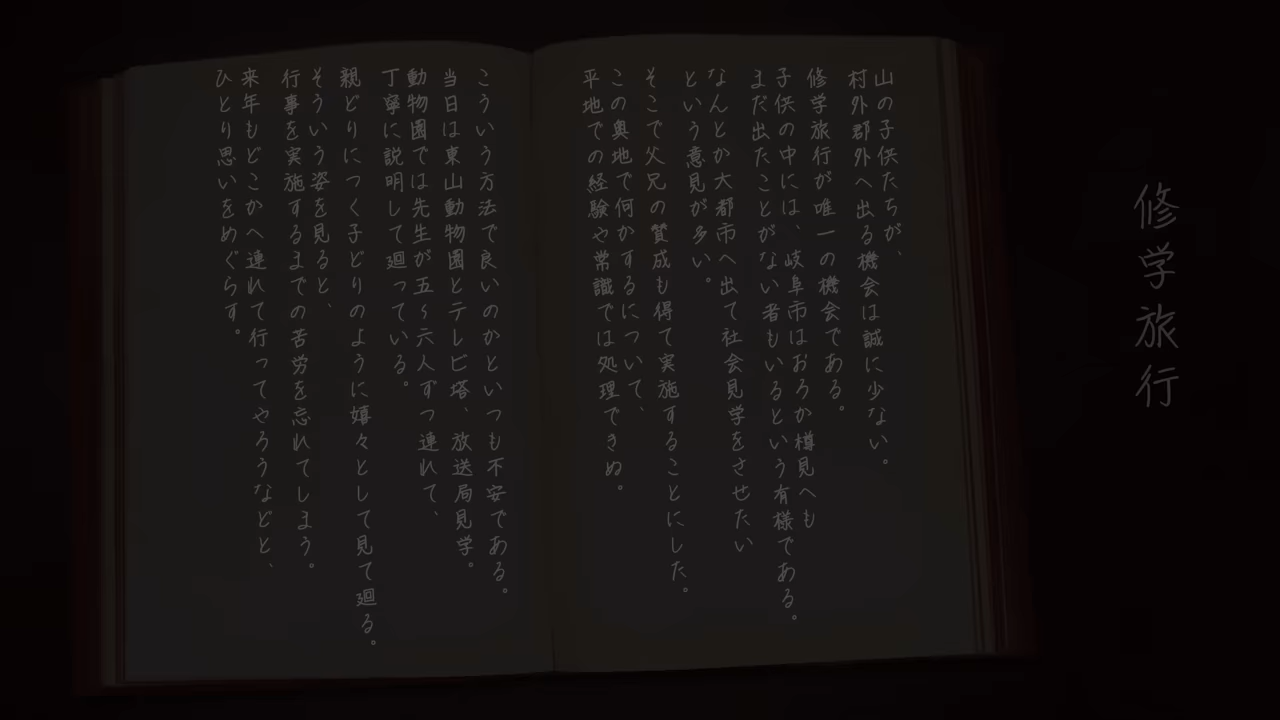 修学旅行
山の子供たちが、
村外郡外へ出る機会は誠に少ない。
修学旅行が唯一の機会である。
子供の中には、岐阜市はおろか樽見へも
まだ出たことがない者もいるという有様である。
なんとか大都市へ出て社会見学をさせたい
という意見が多い。
そこで父兄の賛成も得て実施することにした。
この奥地で何かするについて、
平地での経験や常識では処理できぬ。
こういう方法で良いのかといつも不安である。
当日は東山動物園とテレビ塔、放送局見学。
動物園では先生が五〜六人ずつ連れて、
丁寧に説明して廻っている。
親どりにつく子どりのように嬉々として見て廻る。
そういう姿を見ると、
行事を実施するまでの苦労を忘れてしまう。
来年もどこかへ連れて行ってやろうなどと、
ひとり思いをめぐらす。